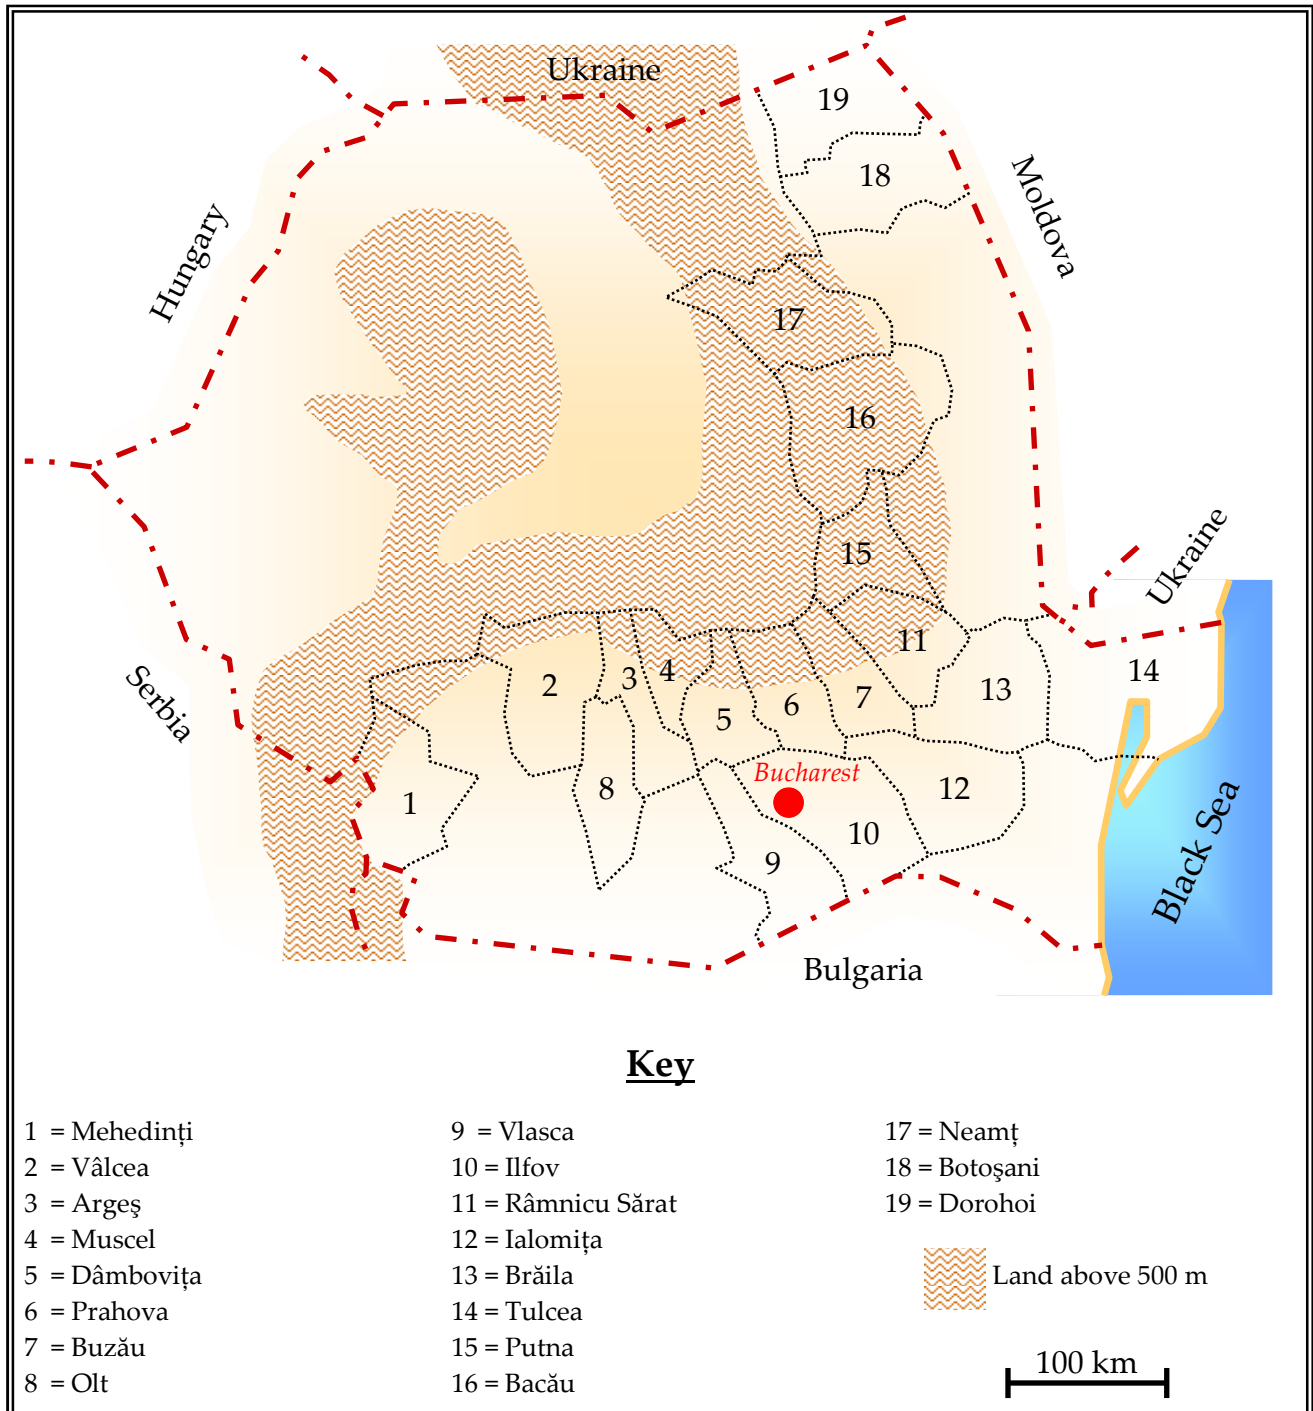 Ukraine
19
18
Moldova
Hungary
17
16
15
Ukraine
11
14
Serbia
2
3
4
5
6
7
13
Bucharest
1
8
12
10
9
Black Sea
Bulgaria
Key
1 = Mehedinți
2 = Vâlcea
3 = Argeş
4 = Muscel
5 = Dâmbovița
6 = Prahova
7 = Buzău
8 = Olt
9 = Vlasca
10 = Ilfov
11 = Râmnicu Sărat
12 = Ialomița
13 = Brăila
14 = Tulcea
15 = Putna
16 = Bacău
17 = Neamț
18 = Botoşani
19 = Dorohoi
Land above 500 m
100 km